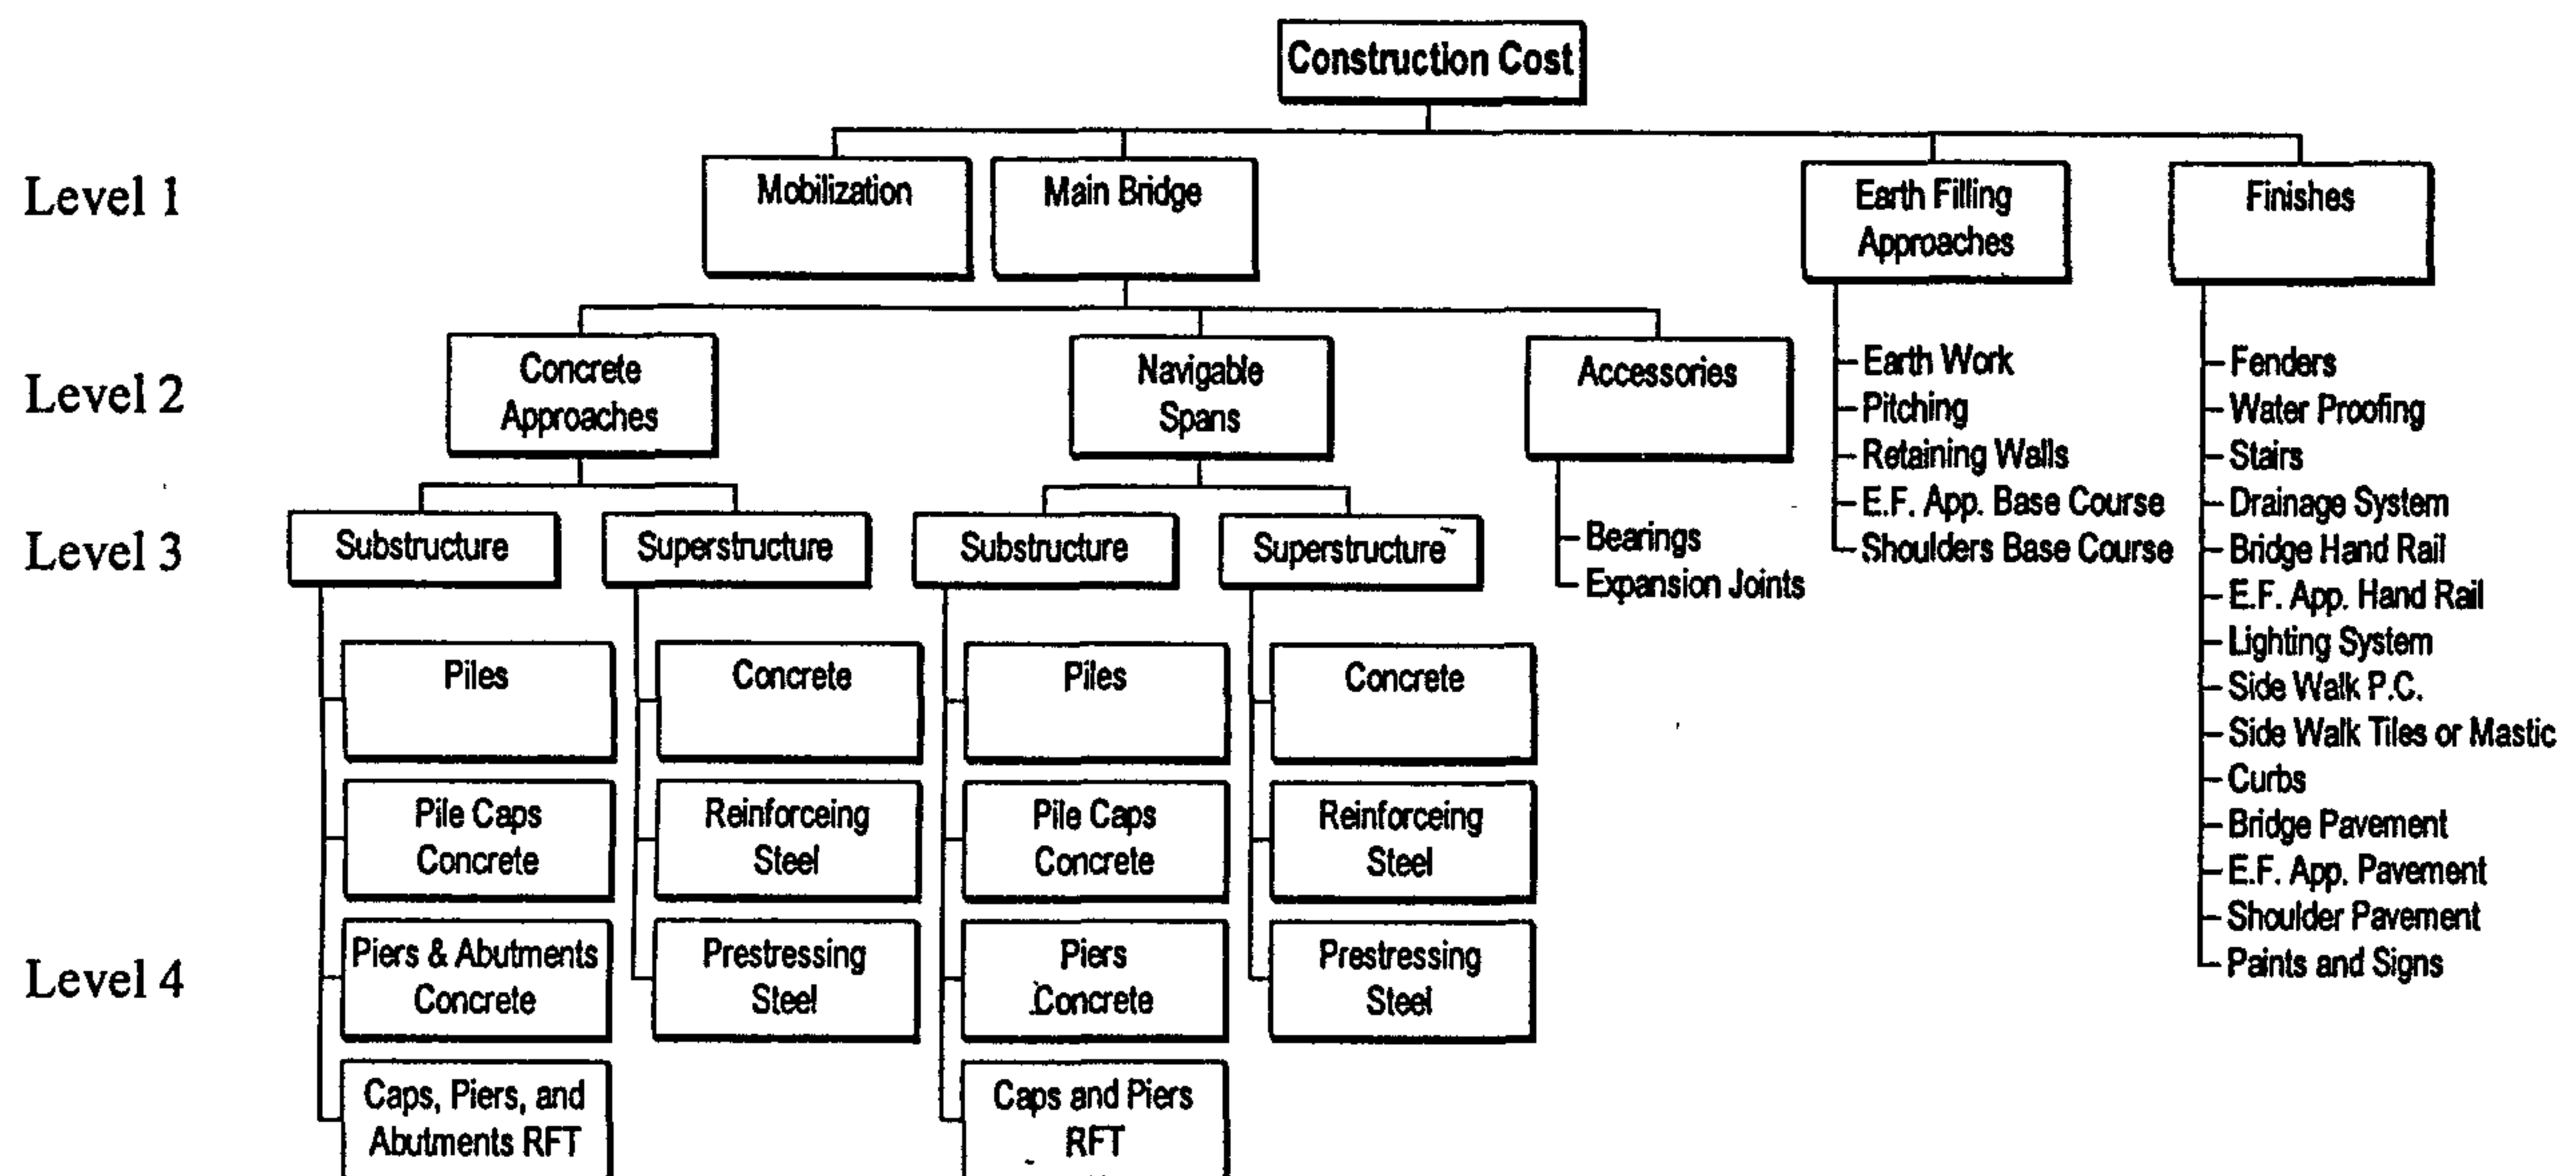 Construction Cost
Level 1
Mobilization
Main Bridge
Earth Filling
Approaches
Finishes
Level 2
Concrete
Approaches
Navigable
Spans
Accessories
Earth Work
Pitching
Retaining Walls
E.F. App. Base Course
Shoulders Base Course
Fenders
Water Proofing
Stairs
Drainage System
Bridge Hand Rail
E.F. App. Hand Rail
Lighting System
Side Walk P.C.
Side Walk Tiles or Mastic
Curbs
Bridge Pavement
E.F. App. Pavement
Shoulder Pavement
Paints and Signs
Level 3
Substructure
Superstructure
Substructure
Superstructure
Bearings
Expansion Joints
Level 4
Piles
Pile Caps
Concrete
Piers & Abutments
Concrete
Caps, Piers, and
Abutments RFT
Concrete
Reinforceing
Steel
Prestressing
Steel
Piles
Pile Caps
Concrete
Piers
Concrete
Caps and Piers
RFT
Concrete
Reinforceing
Steel
Prestressing
Steel